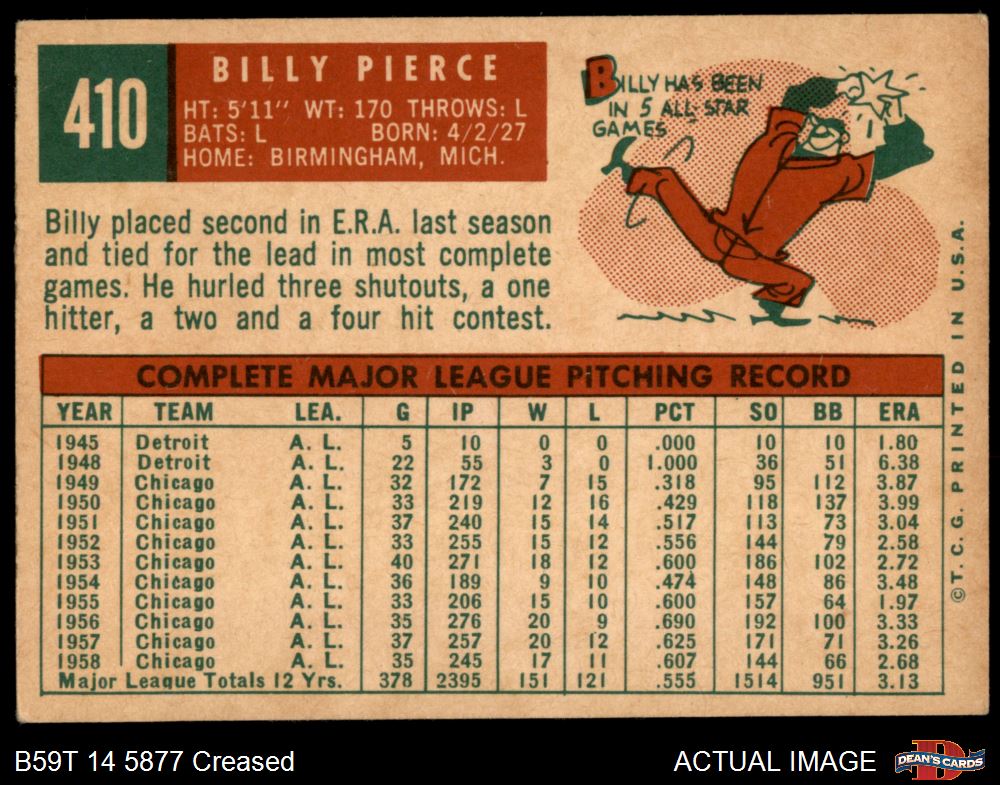 410
BILLY PIERCE
HT: 5'11" WT: 170 THROWS: L
BATS: L BORN: 4/2/27
HOME: BIRMINGHAM, MICH.
BILLY HAS BEEN
IN 5 ALL-STAR
GAMES
Billy placed second in E.R.A. last season
and tied for the lead in most complete
games. He hurled three shutouts, a one
hitter, a two and a four hit contest.
COMPLETE MAJOR LEAGUE PITCHING RECORD
YEAR TEAM LEA. G IP W L PCT SO BB ERA
1945 Detroit A. L. 5 10 0 0 .000 10 10 1.80
1948 Detroit A. L. 22 55 3 0 1.000 36 51 6.38
1949 Chicago A. L. 32 172 7 15 .318 95 112 3.87
1950 Chicago A. L. 33 219 12 16 .429 118 137 3.99
1951 Chicago A. L. 37 240 15 14 .517 113 73 3.04
1952 Chicago A. L. 33 255 15 12 .556 144 79 2.58
1953 Chicago A. L. 40 271 18 12 .600 186 102 2.72
1954 Chicago A. L. 36 189 9 10 .474 148 86 3.48
1955 Chicago A. L. 33 206 15 10 .600 157 64 1.97
1956 Chicago A. L. 35 276 20 9 .690 192 100 3.33
1957 Chicago A. L. 37 257 20 12 .625 171 71 3.26
1958 Chicago A. L. 35 245 17 11 .607 144 66 2.68
Major League Totals 12 Yrs. 378 2395 151 121 .555 1514 951 3.13
©T. C. G. PRINTED IN U.S.A.
B59T 14 5877 Creased
ACTUAL IMAGE
D
DEAN'S CARDS